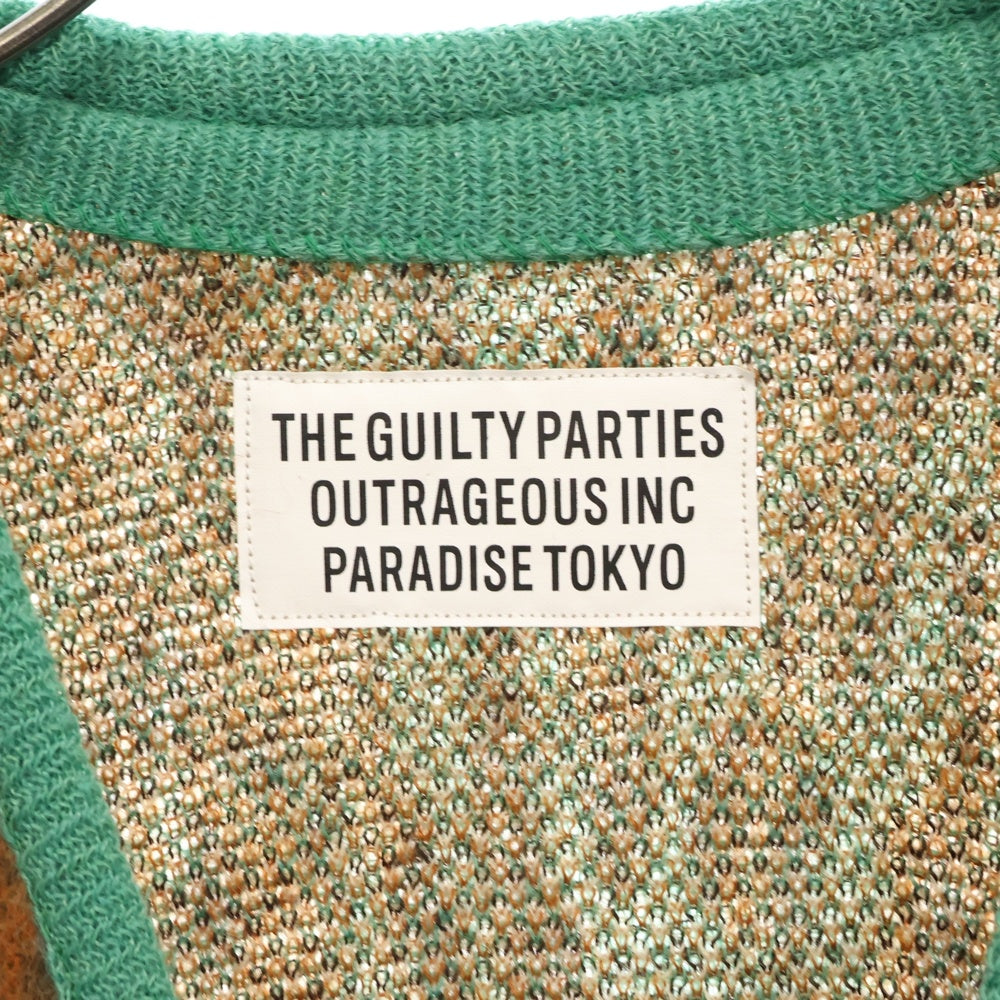 THE GUILTY PARTIES
OUTRAGEOUS INC
PARADISE TOKYO